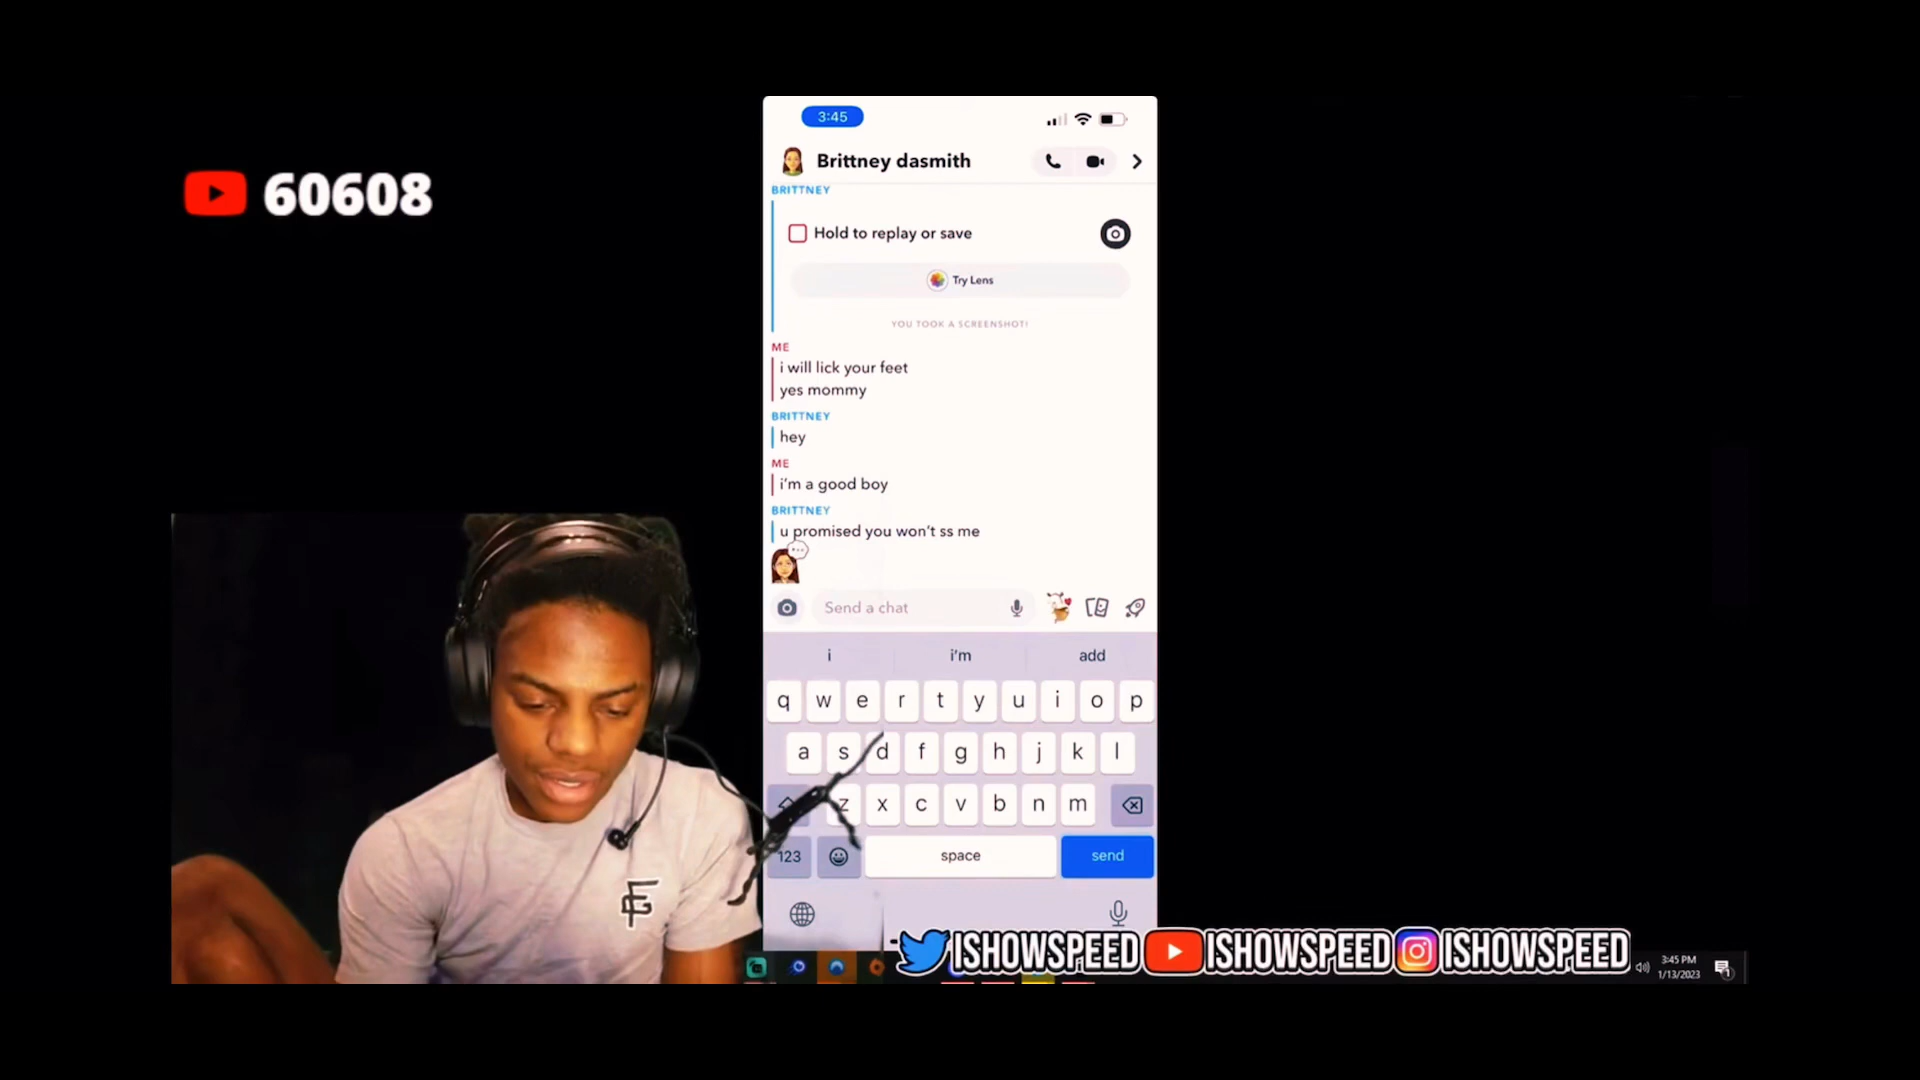 60608
3:45
Brittney dasmith
BRITTNEY
Hold to replay or save
Try Lens
YOU TOOK A SCREENSHOT!
ME
i will lick your feet
yes mommy
BRITTNEY
hey
ME
i'm a good boy
BRITTNEY
u promised you won't ss me
Send a chat
i i'm add
q w e r t y u i o p
a s d f g h j k l
z x c v b n m
123 space send
ISHOWSPEED ISHOWSPEED ISHOWSPEED
3:45 PM
1/13/2023
1